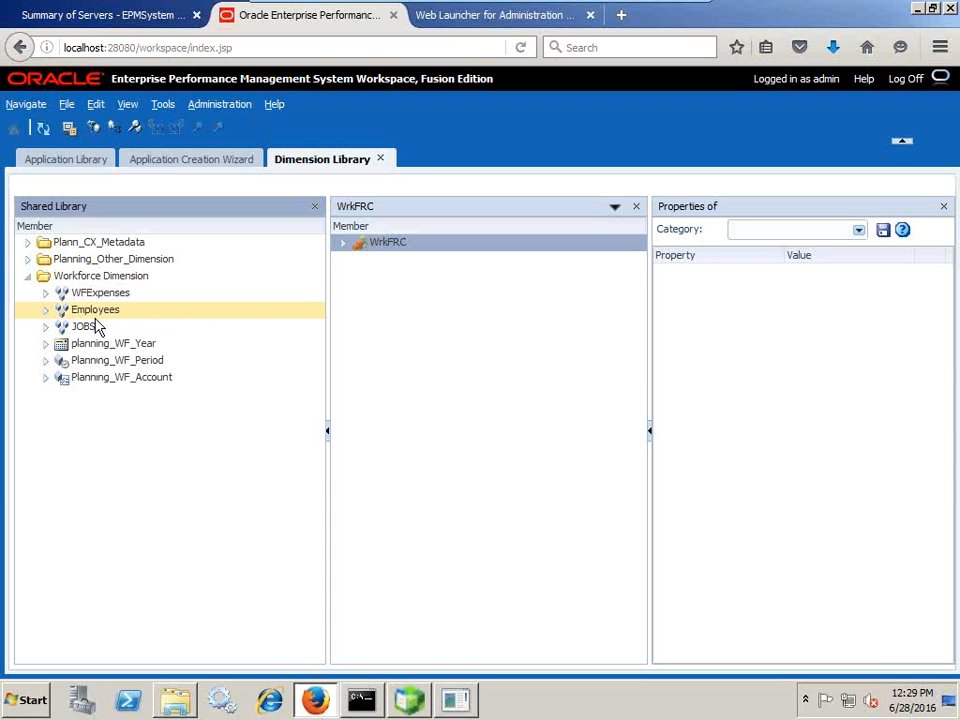 Summary of Servers - EPMSystem ...
Oracle Enterprise Performanc...
Web Launcher for Administration ...
localhost:28080/workspace/index.jsp
Search
ORACLE Enterprise Performance Management System Workspace, Fusion Edition
Logged in as admin Help Log Off
Navigate File Edit View Tools Administration Help
Application Library Application Creation Wizard Dimension Library
Shared Library
Member
Plann_CX_Metadata
Planning_Other_Dimension
Workforce Dimension
WFExpenses
Employees
JOBS
planning_WF_Year
Planning_WF_Period
Planning_WF_Account
WrkFRC
Member
WrkFRC
Properties of
Category:
Property Value
Start
12:29 PM
6/28/2016